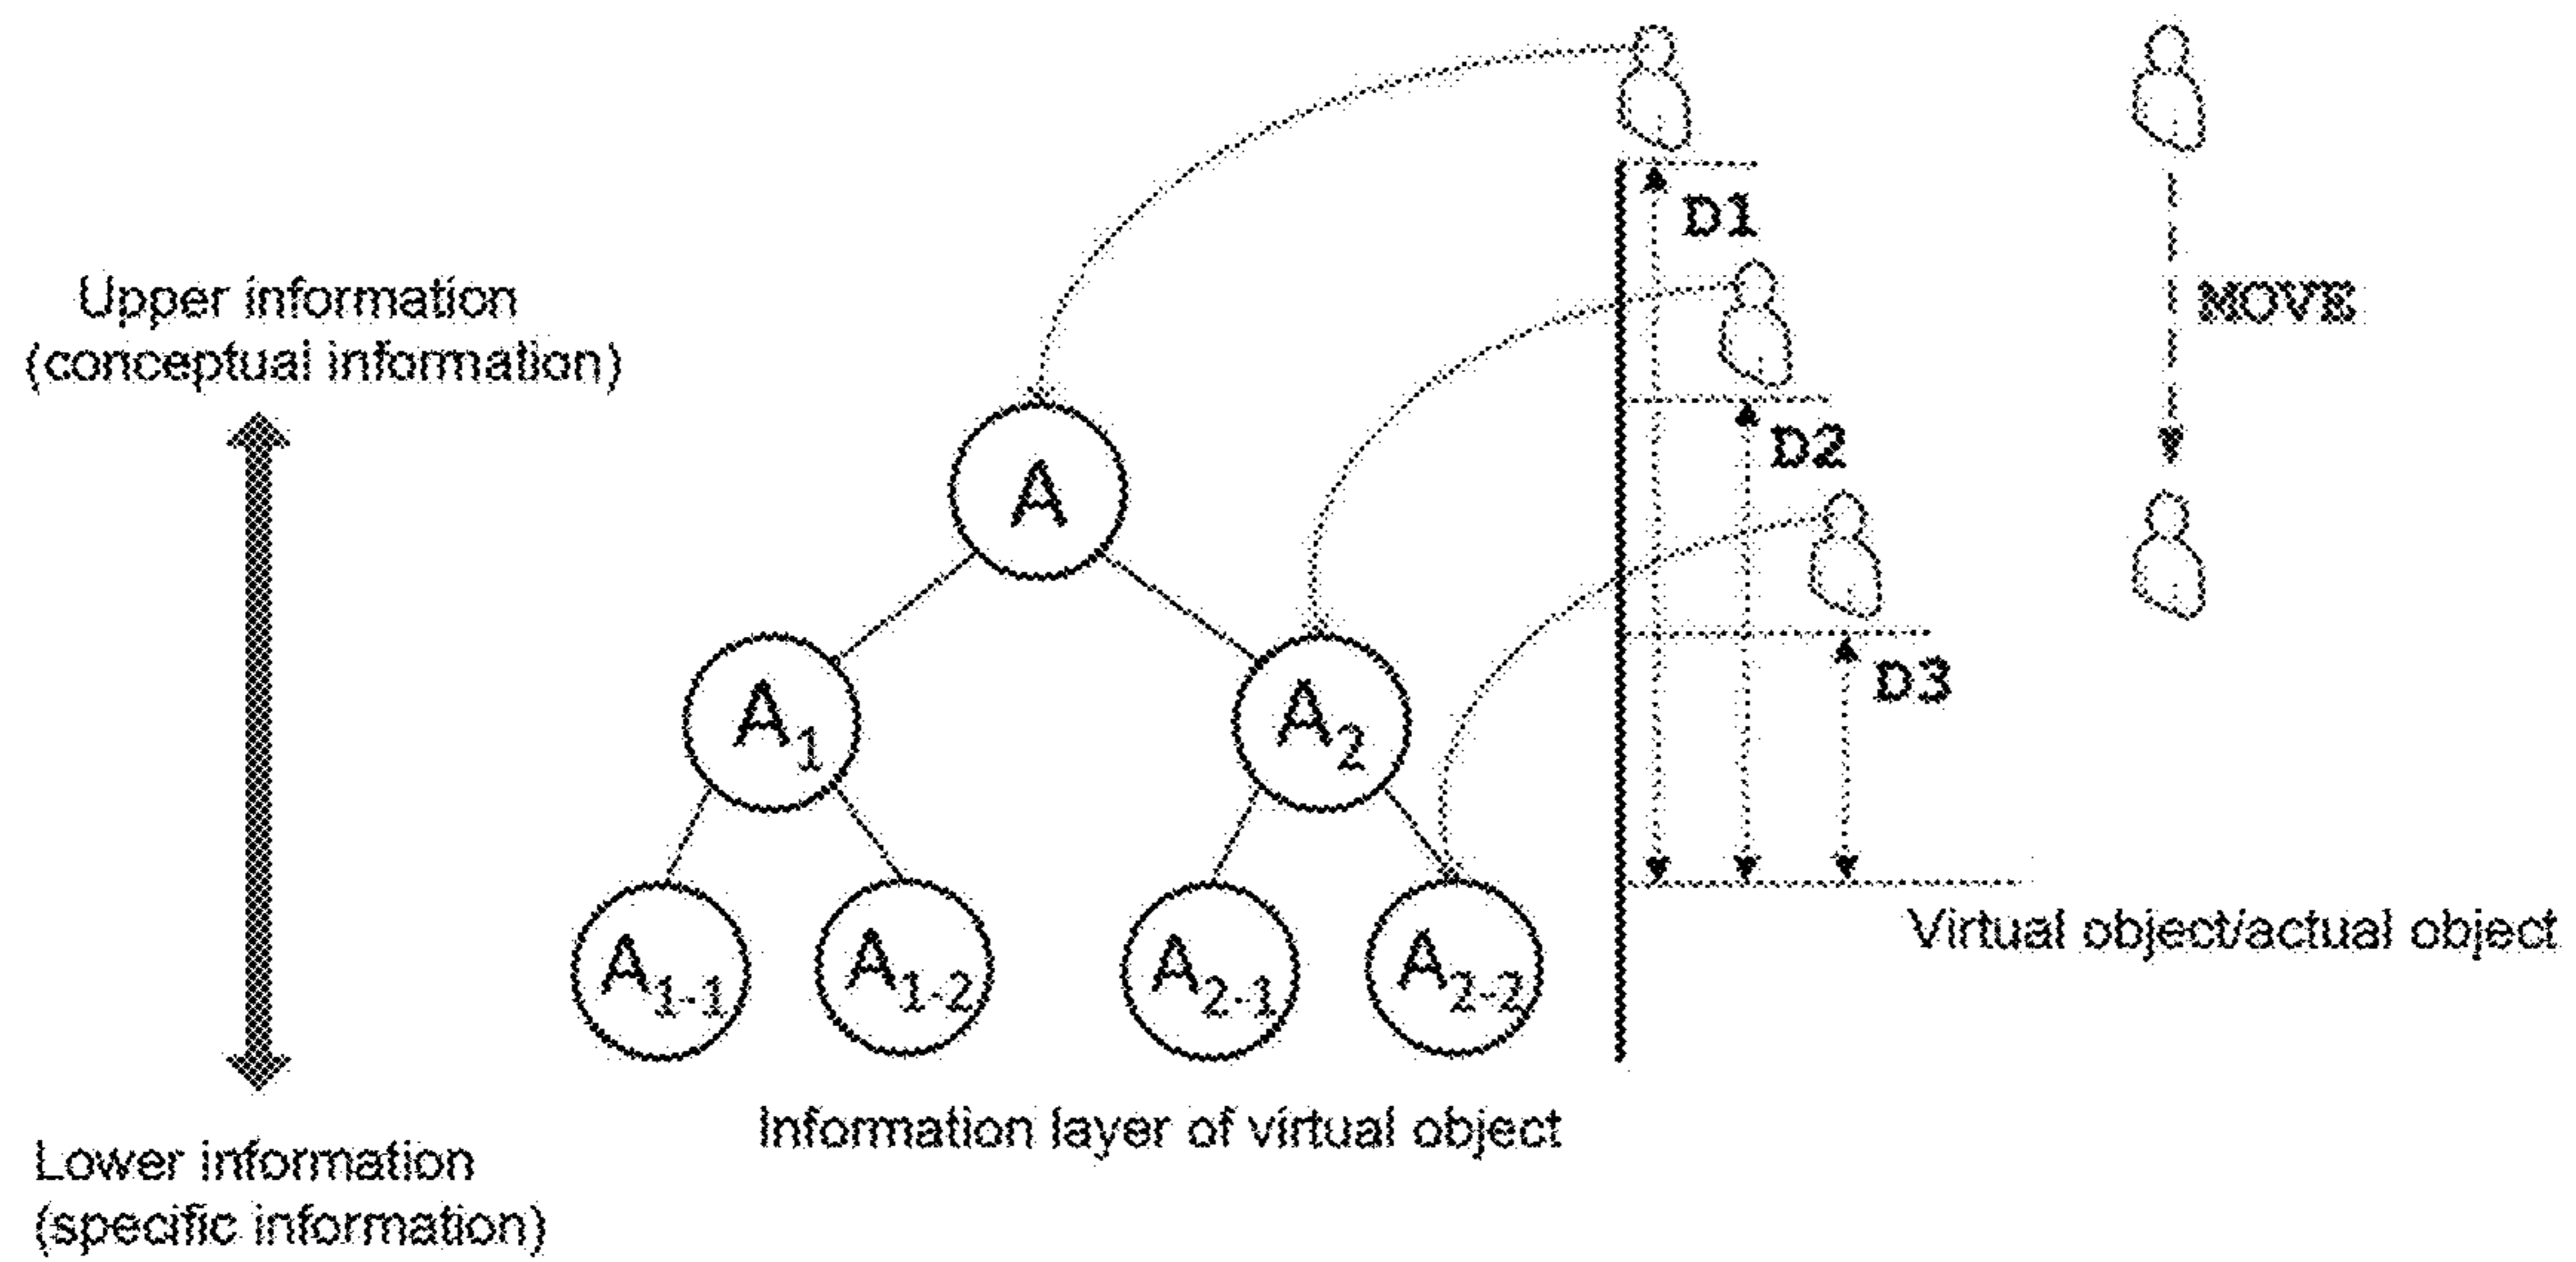 D1
Upper information
(conceptual information)
MOVE
D2
A
D3
A1
A2
Virtual object/actual object
A1-1
A1-2
A2-1
A2-2
Information layer of virtual object
Lower information
(specific information)